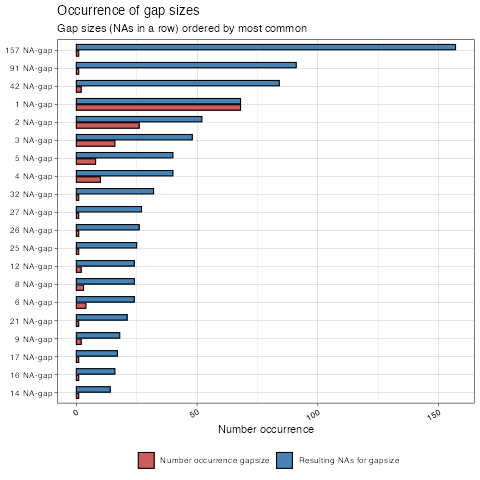 Occurrence of gap sizes
Gap sizes (NAs in a row) ordered by most common
157 NA-gap
91 NA-gap
42 NA-gap
1 NA-gap
2 NA-gap
3 NA-gap
5 NA-gap
4 NA-gap
32 NA-gap
27 NA-gap
26 NA-gap
25 NA-gap
12 NA-gap
8 NA-gap
6 NA-gap
21 NA-gap
9 NA-gap
17 NA-gap
16 NA-gap
14 NA-gap
0 50 100 150
Number occurrence
Number occurrence gapsize Resulting NAs for gapsize